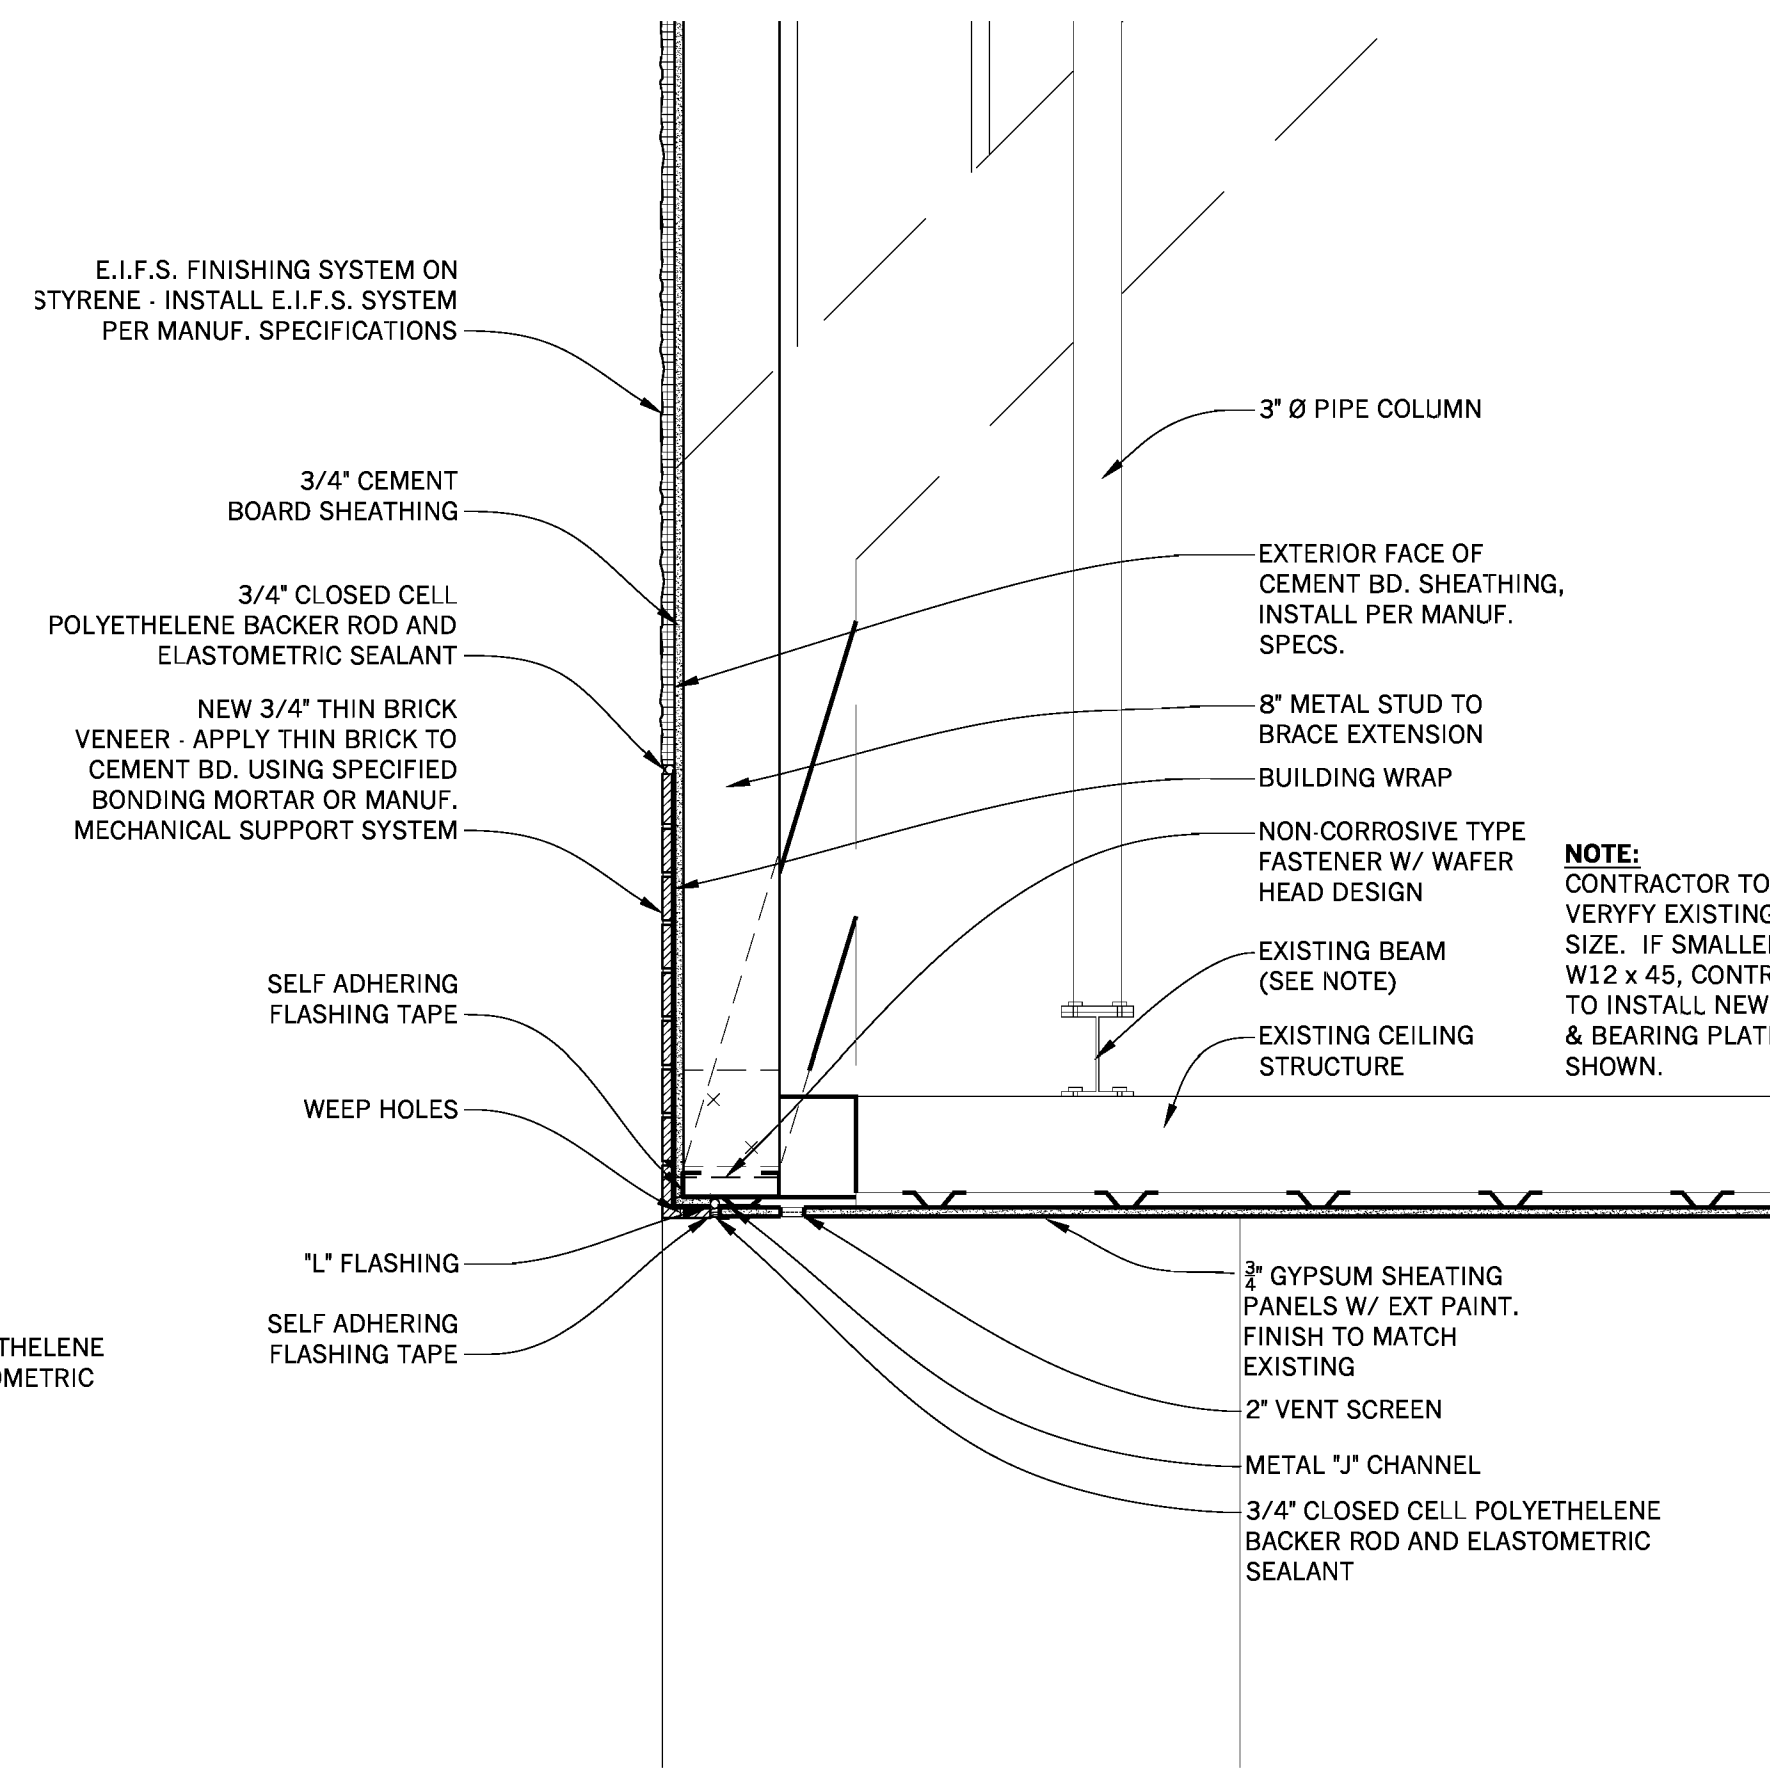 E.I.F.S. FINISHING SYSTEM ON
STYRENE - INSTALL E.I.F.S. SYSTEM
PER MANUF. SPECIFICATIONS
3/4" CEMENT
BOARD SHEATHING
3/4" CLOSED CELL
POLYETHELENE BACKER ROD AND
ELASTOMETRIC SEALANT
NEW 3/4" THIN BRICK
VENEER - APPLY THIN BRICK TO
CEMENT BD. USING SPECIFIED
BONDING MORTAR OR MANUF.
MECHANICAL SUPPORT SYSTEM
SELF ADHERING
FLASHING TAPE
WEEP HOLES
"L" FLASHING
SELF ADHERING
FLASHING TAPE
THELENE
OMETRIC
3" Ø PIPE COLUMN
EXTERIOR FACE OF
CEMENT BD. SHEATHING,
INSTALL PER MANUF.
SPECS.
8" METAL STUD TO
BRACE EXTENSION
BUILDING WRAP
NON-CORROSIVE TYPE
FASTENER W/ WAFER
HEAD DESIGN
EXISTING BEAM
(SEE NOTE)
EXISTING CEILING
STRUCTURE
NOTE:
CONTRACTOR TO
VERYFY EXISTING
SIZE. IF SMALLE
W12 x 45, CONTR
TO INSTALL NEW
& BEARING PLAT
SHOWN.
3/4" GYPSUM SHEATING
PANELS W/ EXT PAINT.
FINISH TO MATCH
EXISTING
2" VENT SCREEN
METAL "J" CHANNEL
3/4" CLOSED CELL POLYETHELENE
BACKER ROD AND ELASTOMETRIC
SEALANT